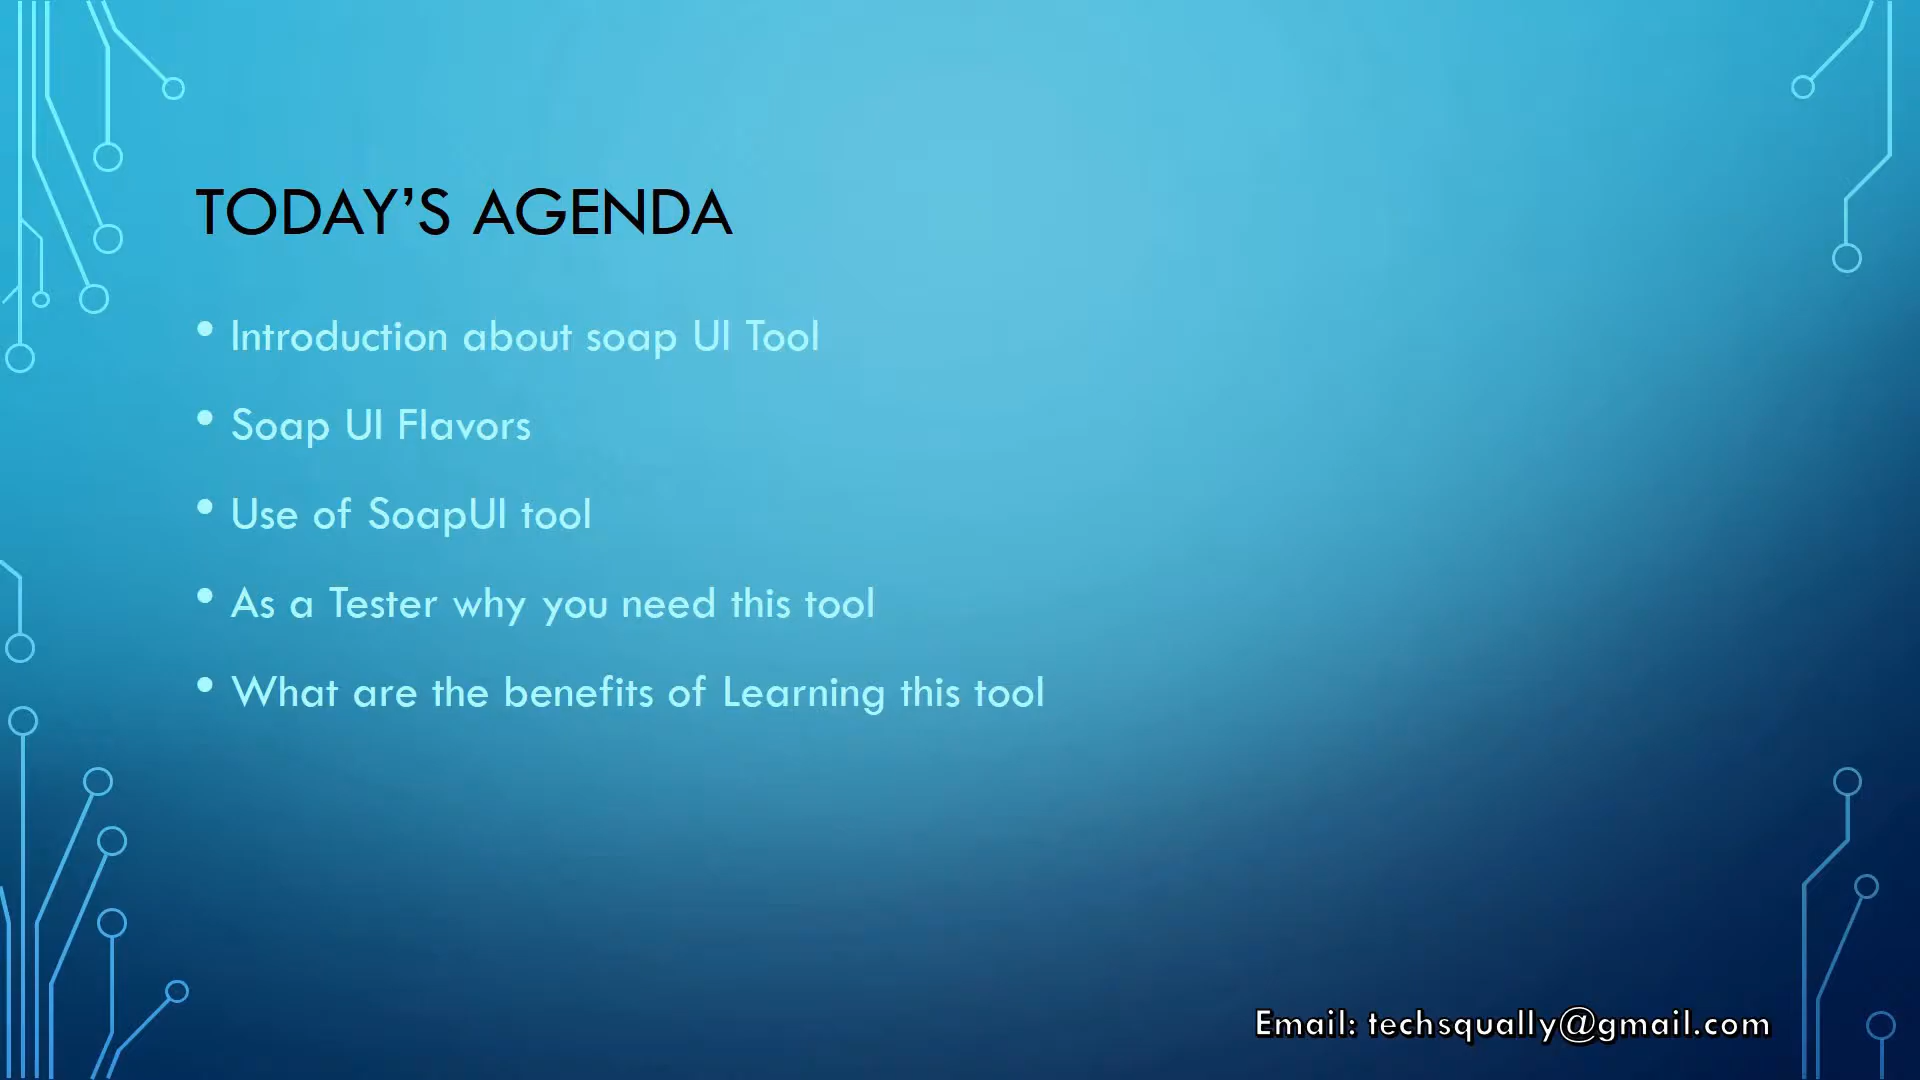 TODAY’S AGENDA
• Introduction about soap UI Tool
• Soap UI Flavors
• Use of SoapUI tool
• As a Tester why you need this tool
• What are the benefits of Learning this tool
Email: techsqually@gmail.com